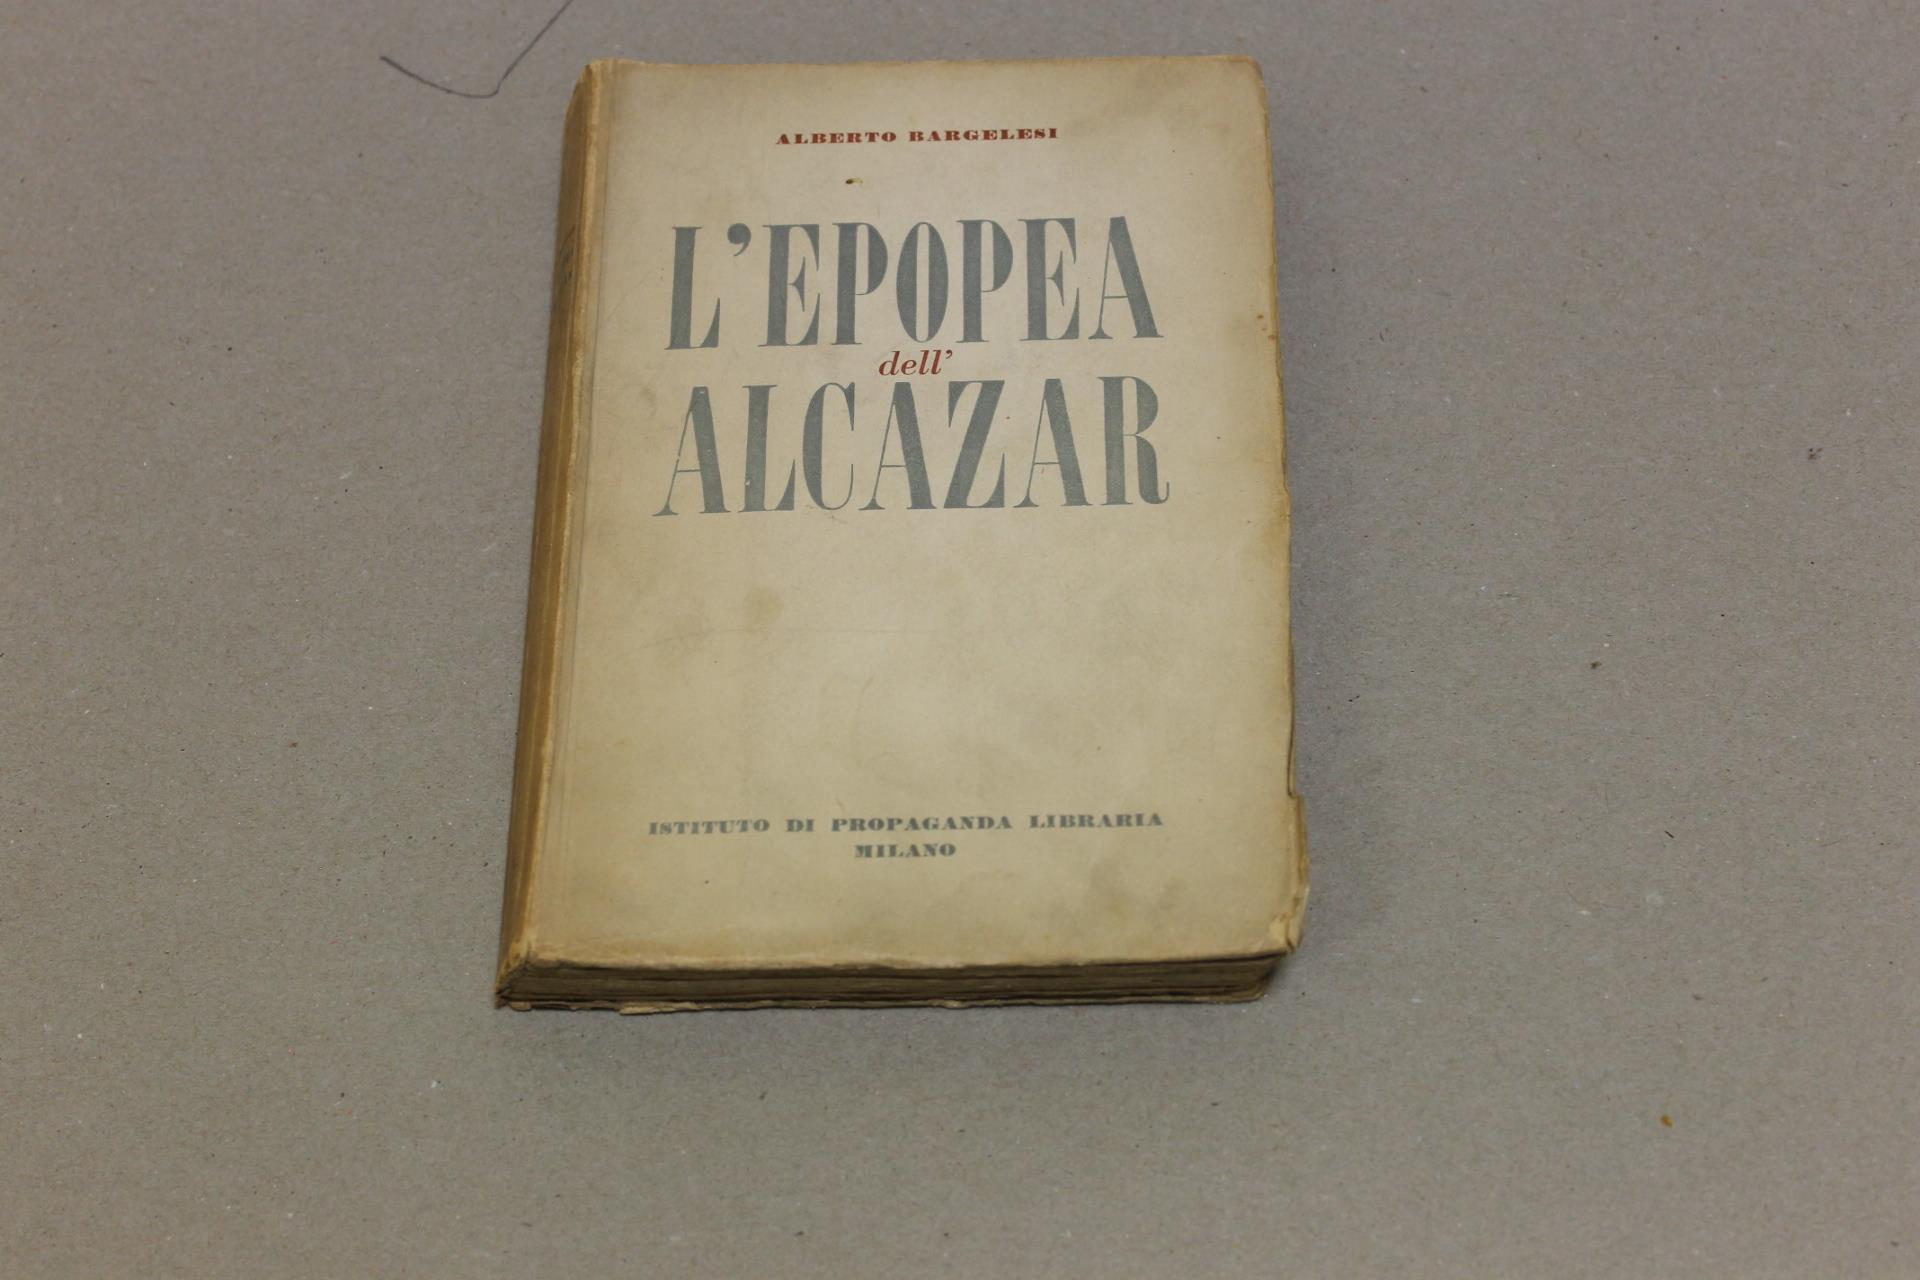 ALBERTO BARGELESI
L'EPOPEA
dell'
ALCAZAR
ISTITUTO DI PROPAGANDA LIBRARIA
MILANO